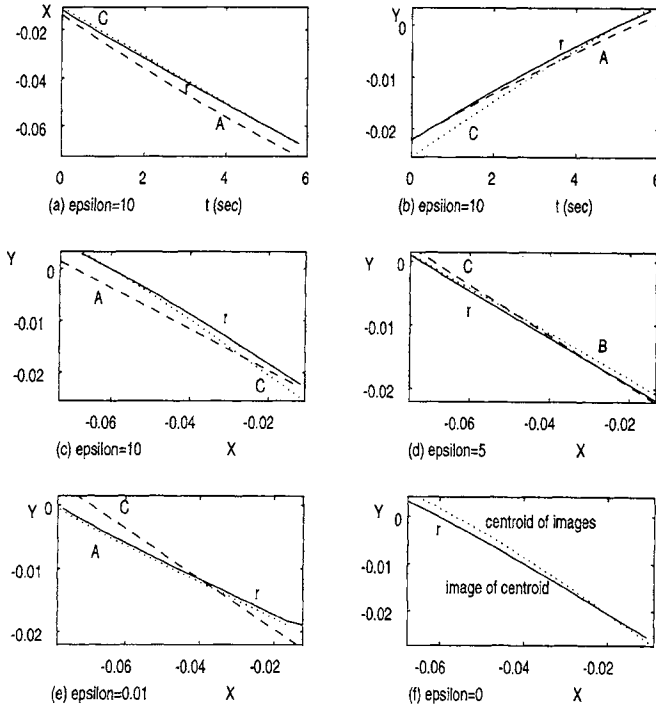 X
-0.02
-0.04
-0.06
C
r
A
0 2 4 6
(a) epsilon=10 t (sec)
Y
0
-0.01
-0.02
r
A
C
0 2 4 6
(b) epsilon=10 t (sec)
Y
0
-0.01
-0.02
A
r
C
-0.06 -0.04 -0.02
(c) epsilon=10 X
Y
0
-0.01
-0.02
C
r
B
-0.06 -0.04 -0.02
(d) epsilon=5 X
Y 0
-0.01
-0.02
C
A
r
-0.06 -0.04 -0.02
(e) epsilon=0.01 X
Y
0
-0.01
-0.02
r
centroid of images
image of centroid
-0.06 -0.04 -0.02
(f) epsilon=0 X